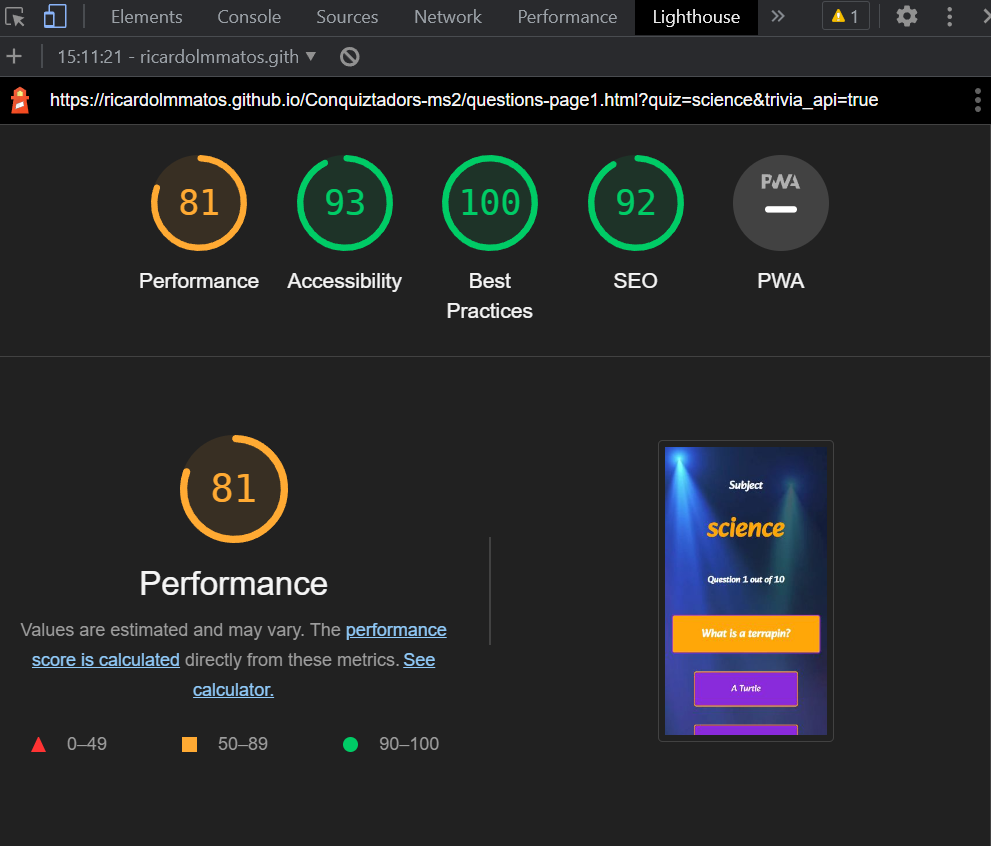 Elements Console Sources Network Performance Lighthouse » 1
+ 15:11:21 - ricardolmmatos.gith ▼
https://ricardolmmatos.github.io/Conquiztadors-ms2/questions-page1.html?quiz=science&trivia_api=true
81 93 100 92 PWA
Performance Accessibility Best Practices SEO PWA
81
Performance
Values are estimated and may vary. The performance
score is calculated directly from these metrics. See
calculator.
0–49 50–89 90–100
Subject
science
Question 1 out of 10
What is a terrapin?
A Turtle